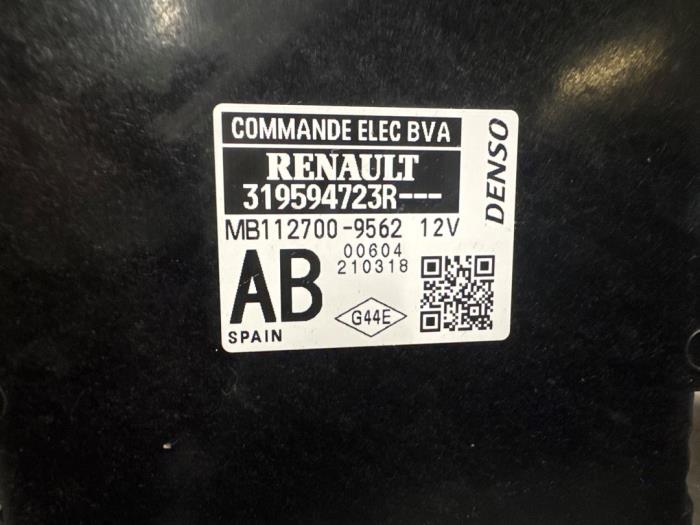 COMMANDE ELEC BVA
RENAULT
319594723R---
DENSO
MB112700-9562 12V
00604
210318
AB
G44E
SPAIN